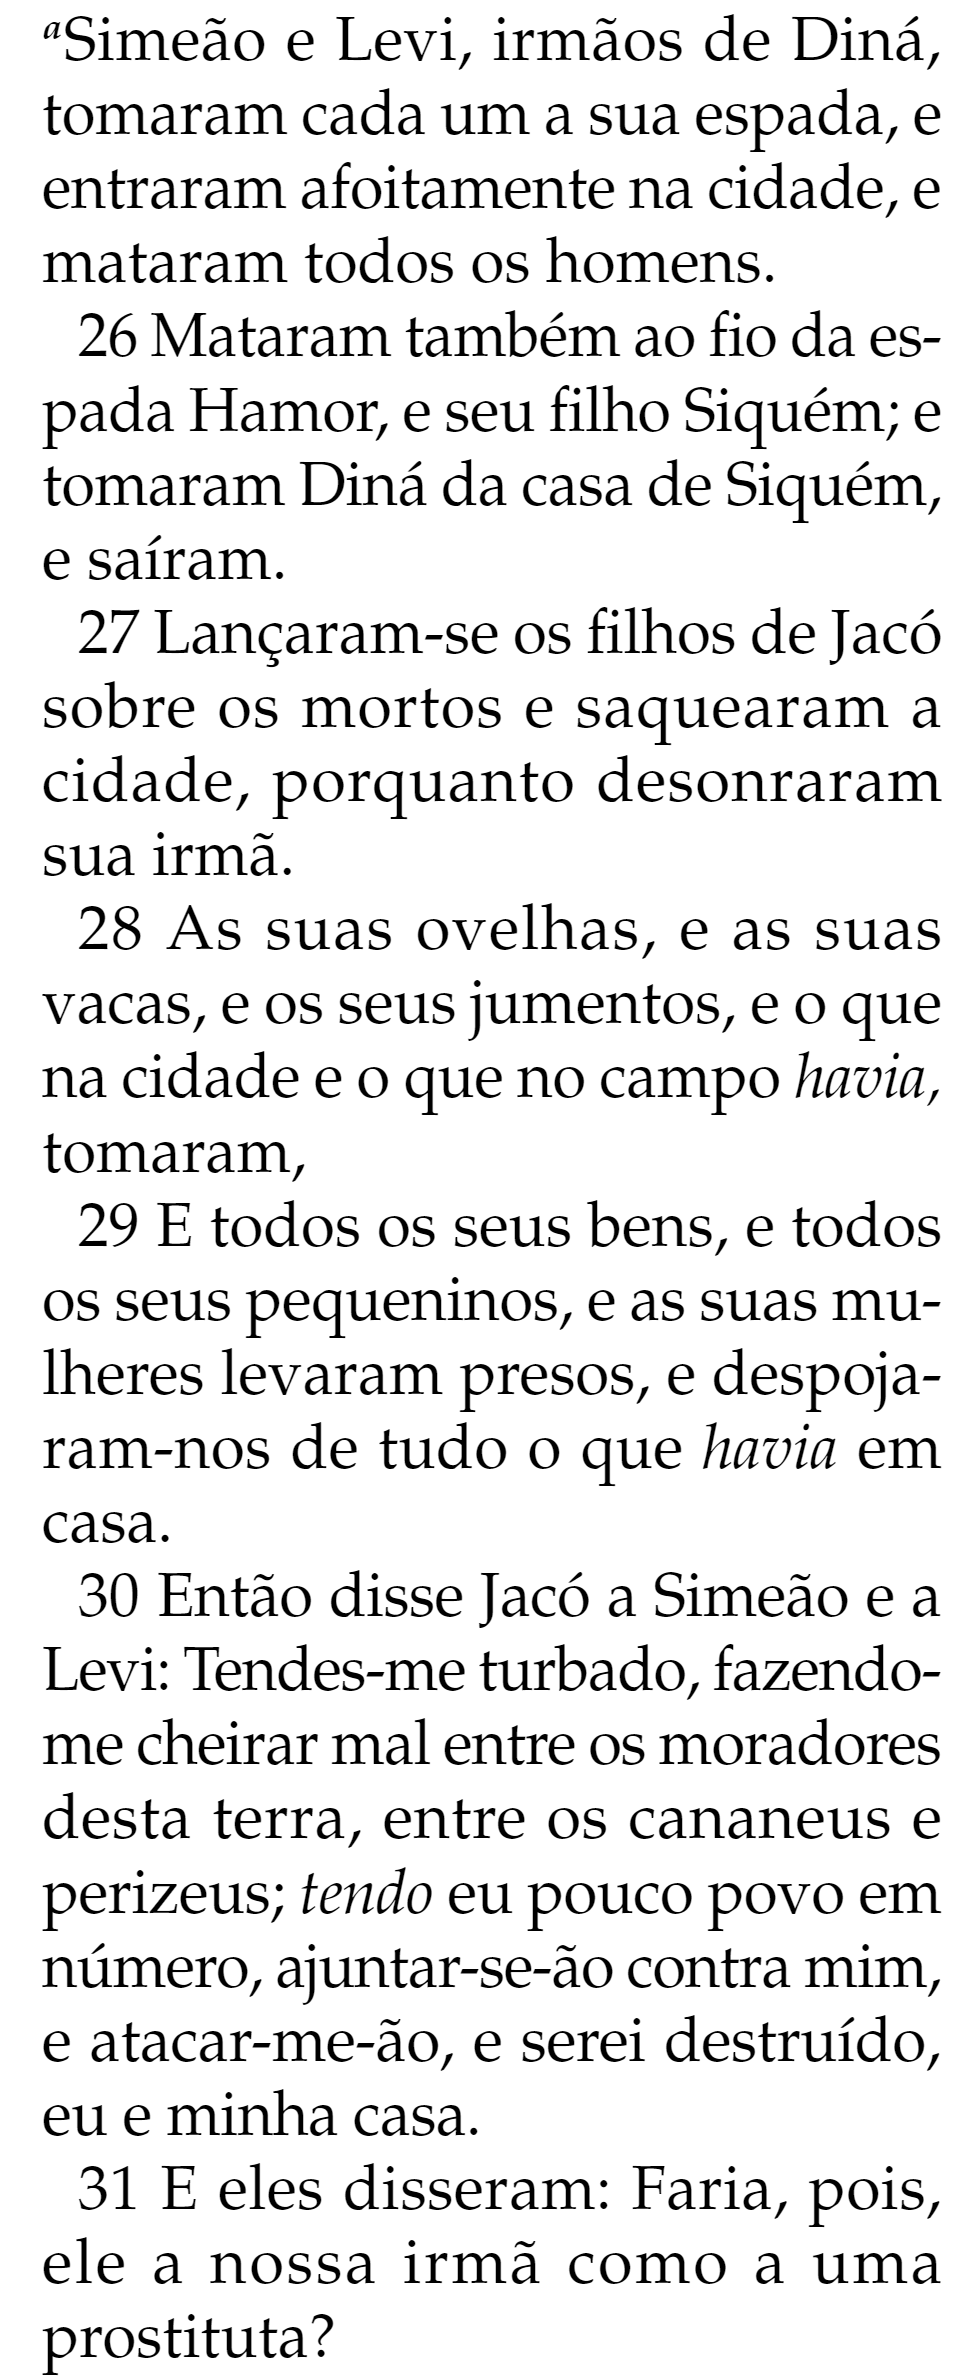 aSimeão e Levi, irmãos de Diná,
tomaram cada um a sua espada, e
entraram afoitamente na cidade, e
mataram todos os homens.
26 Mataram também ao fio da es-
pada Hamor, e seu filho Siquém; e
tomaram Diná da casa de Siquém,
e saíram.
27 Lançaram-se os filhos de Jacó
sobre os mortos e saquearam a
cidade, porquanto desonraram
sua irmã.
28 As suas ovelhas, e as suas
vacas, e os seus jumentos, e o que
na cidade e o que no campo havia,
tomaram,
29 E todos os seus bens, e todos
os seus pequeninos, e as suas mu-
lheres levaram presos, e despoja-
ram-nos de tudo o que havia em
casa.
30 Então disse Jacó a Simeão e a
Levi: Tendes-me turbado, fazendo-
me cheirar mal entre os moradores
desta terra, entre os cananeus e
perizeus; tendo eu pouco povo em
número, ajuntar-se-ão contra mim,
e atacar-me-ão, e serei destruído,
eu e minha casa.
31 E eles disseram: Faria, pois,
ele a nossa irmã como a uma
prostituta?